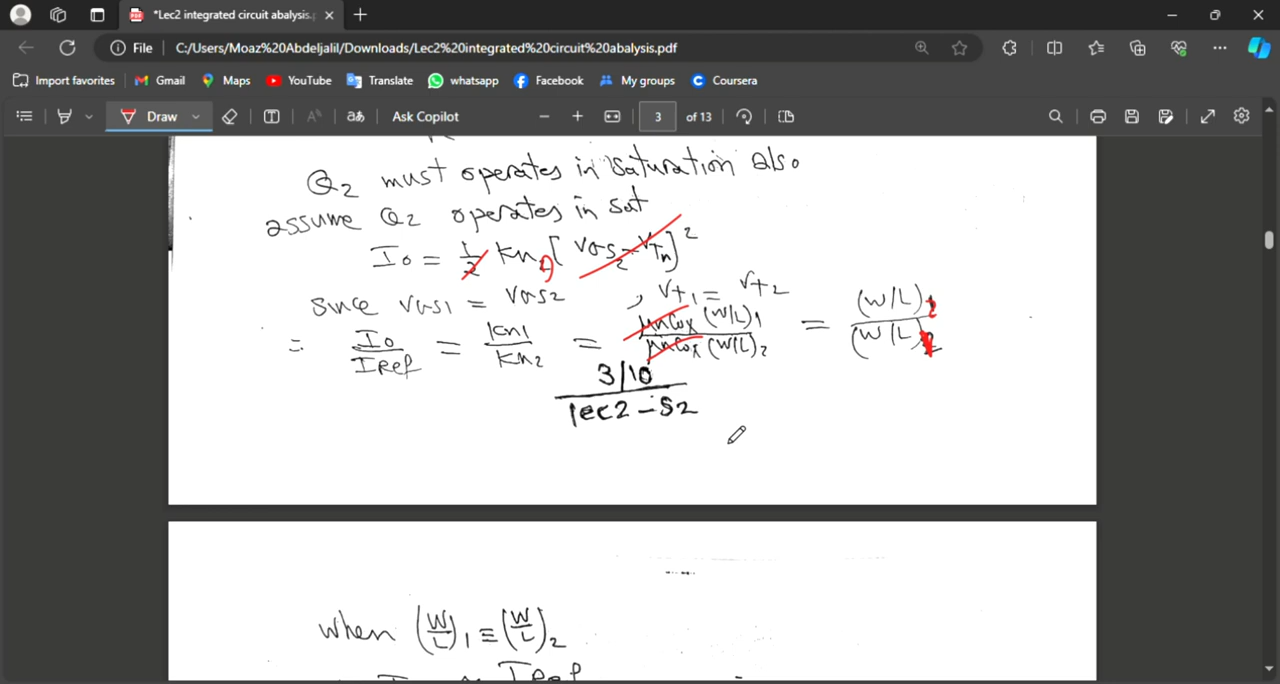 *Lec2 integrated circuit abalysis.p
File C:/Users/Moaz%20Abdeljalil/Downloads/Lec2%20integrated%20circuit%20abalysis.pdf
Import favorites Gmail Maps YouTube Translate whatsapp Facebook My groups Coursera
Draw Ask Copilot 3 of 13
Q2 must operates in saturation also
assume Q2 operates in sat
Io = 1/2 Kn2 [VGS2 - VTn]^2
since VGS1 = VGS2 , Vt1 = Vt2
= Io/IRef = Kn1/Kn2 = μnCox (W/L)1 / μnCox (W/L)2 = (W/L)2 / (W/L)1
3/10
lec2 - S2
when (W/L)1 ≡ (W/L)2
IRef